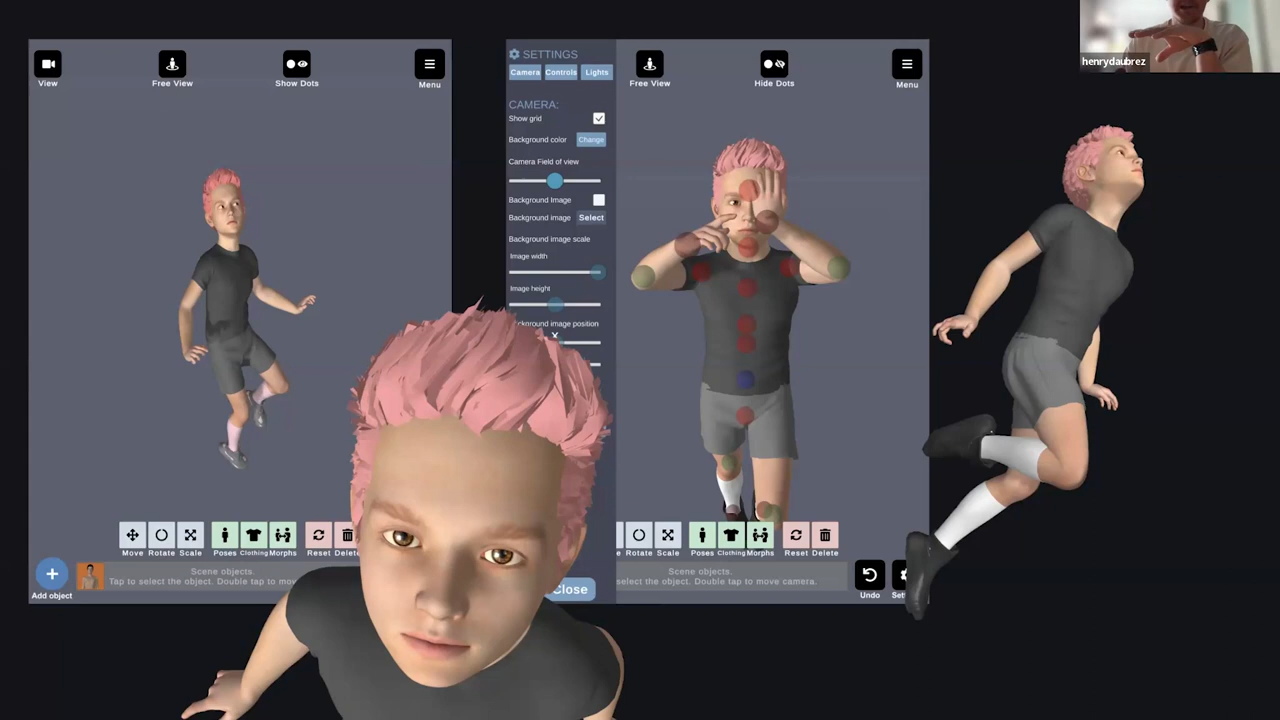 henrydaubrez
View
Free View
Show Dots
Menu
Move
Rotate
Scale
Poses
Clothing
Morphs
Reset
Add object
Scene objects.
Tap to select the object. Double tap to
SETTINGS
Camera
Controls
Lights
CAMERA:
Show grid
Background color
Change
Camera Field of view
Background Image
Background image
Select
Background image scale
Image width
Image height
image position
X
Close
Free View
Hide Dots
Menu
Rotate
Scale
Poses
Clothing
Morphs
Reset
Delete
Scene objects.
select the object. Double tap to move camera.
Undo